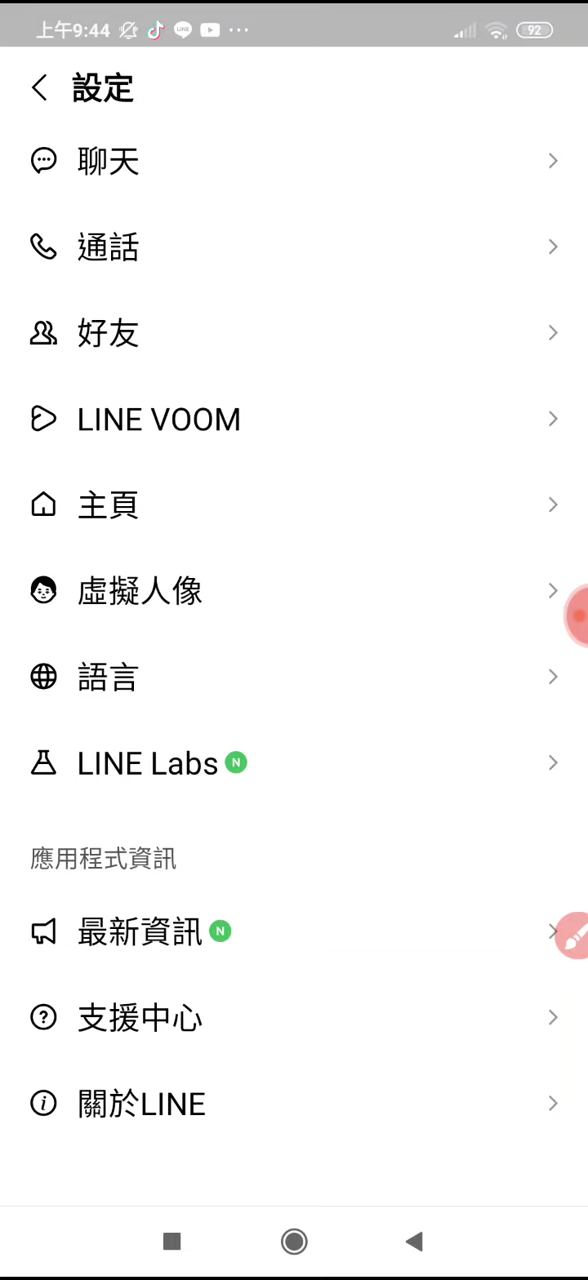 上午9:44 92
設定
聊天
通話
好友
LINE VOOM
主頁
虛擬人像
語言
LINE Labs N
應用程式資訊
最新資訊 N
支援中心
關於LINE